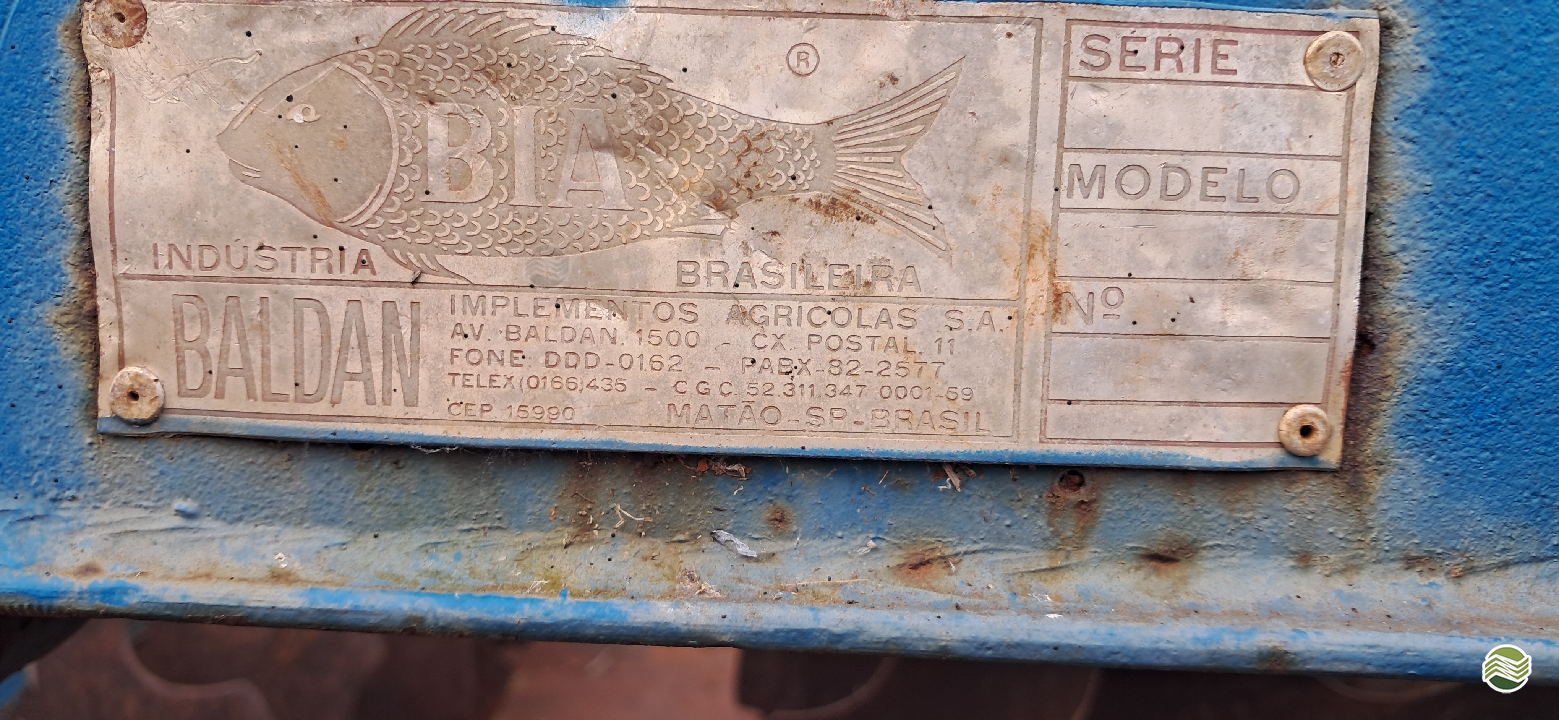 ®
BIA
INDÚSTRIA BRASILEIRA
BALDAN
IMPLEMENTOS AGRICOLAS S.A.
AV. BALDAN, 1500 - CX. POSTAL, 11
FONE DDD-0162 - PABX-82-2577
TELEX(0166)435 - C.G.C. 52.311.347 0001-59
CEP 15990 MATÃO-SP-BRASIL
SÉRIE
MODELO
Nº